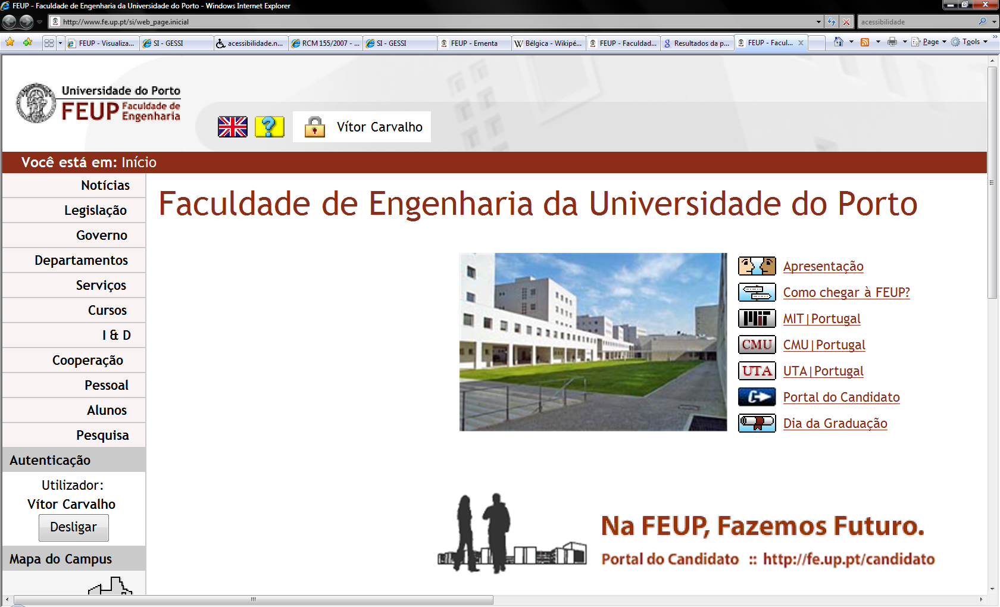 FEUP - Faculdade de Engenharia da Universidade do Porto - Windows Internet Explorer
http://www.fe.up.pt/si/web_page.inicial
acessibilidade
FEUP - Visualiza...
SI - GESSI
acessibilidade.n...
RCM 155/2007 - ...
SI - GESSI
FEUP - Ementa
Bélgica - Wikipé...
FEUP - Faculdad...
Resultados da p...
FEUP - Facul...
Page
Tools
Universidade do Porto
FEUP Faculdade de Engenharia
Vítor Carvalho
Você está em: Início
Notícias
Legislação
Governo
Departamentos
Serviços
Cursos
I & D
Cooperação
Pessoal
Alunos
Pesquisa
Autenticação
Utilizador:
Vítor Carvalho
Desligar
Mapa do Campus
Faculdade de Engenharia da Universidade do Porto
Apresentação
Como chegar à FEUP?
MIT MIT|Portugal
CMU CMU|Portugal
UTA UTA|Portugal
Portal do Candidato
Dia da Graduação
Na FEUP, Fazemos Futuro.
Portal do Candidato :: http://fe.up.pt/candidato